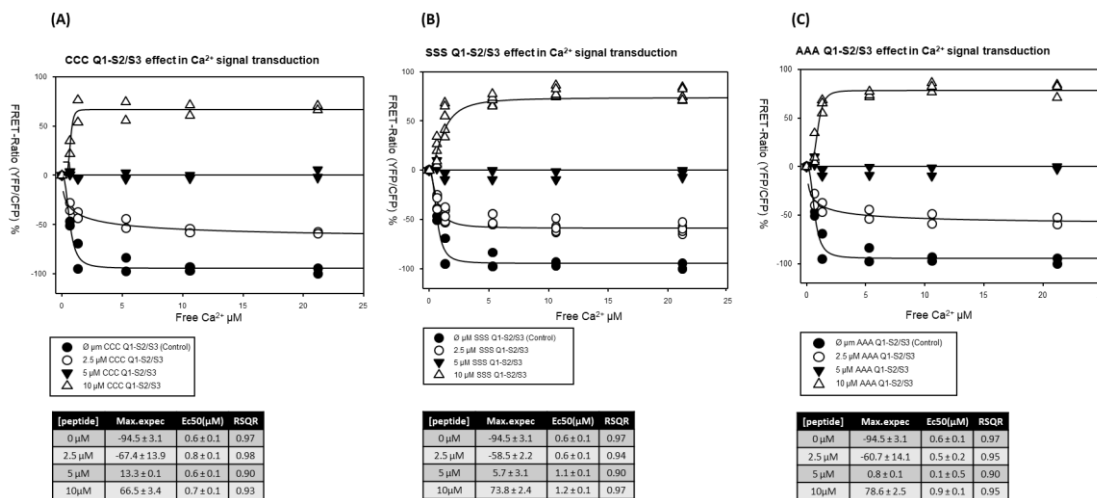 (A)
CCC Q1-S2/S3 effect in Ca²⁺ signal transduction
FRET-Ratio (YFP/CFP) %
100
50
0
-50
-100
0 5 10 15 20 25
Free Ca²⁺ µM
Ø µm CCC Q1-S2/S3 (Control)
2.5 µM CCC Q1-S2/S3
5 µM CCC Q1-S2/S3
10 µM CCC Q1-S2/S3
[peptide] Max.expec Ec50(µM) RSQR
0 µM -94.5 ± 3.1 0.6 ± 0.1 0.97
2.5 µM -67.4 ± 13.9 0.8 ± 0.1 0.98
5 µM 13.3 ± 0.1 0.6 ± 0.1 0.90
10µM 66.5 ± 3.4 0.7 ± 0.1 0.93
(B)
SSS Q1-S2/S3 effect in Ca²⁺ signal transduction
FRET-Ratio (YFP/CFP) %
100
50
0
-50
-100
0 5 10 15 20 25
Free Ca²⁺ µM
Ø µM SSS Q1-S2/S3 (Control)
2.5 µM SSS Q1-S2/S3
5 µM SSS Q1-S2/S3
10 µM SSS Q1-S2/S3
[peptide] Max.expec Ec50(µM) RSQR
0 µM -94.5 ± 3.1 0.6 ± 0.1 0.97
2.5 µM -58.5 ± 2.2 0.6 ± 0.1 0.94
5 µM 5.7 ± 3.1 1.1 ± 0.1 0.90
10µM 73.8 ± 2.4 1.2 ± 0.1 0.97
(C)
AAA Q1-S2/S3 effect in Ca²⁺ signal transduction
FRET-Ratio (YFP/CFP) %
100
50
0
-50
-100
0 5 10 15 20 25
Free Ca²⁺ µM
Ø µm AAA Q1-S2/S3 (Control)
2.5 µM AAA Q1-S2/S3
5 µM AAA Q1-S2/S3
10 µM AAA Q1-S2/S3
[peptide] Max.expec Ec50(µM) RSQR
0 µM -94.5 ± 3.1 0.6 ± 0.1 0.97
2.5 µM -60.7 ± 14.1 0.5 ± 0.2 0.95
5 µM 0.8 ± 0.1 0.1 ± 0.5 0.90
10µM 78.6 ± 2.5 0.9 ± 0.1 0.95